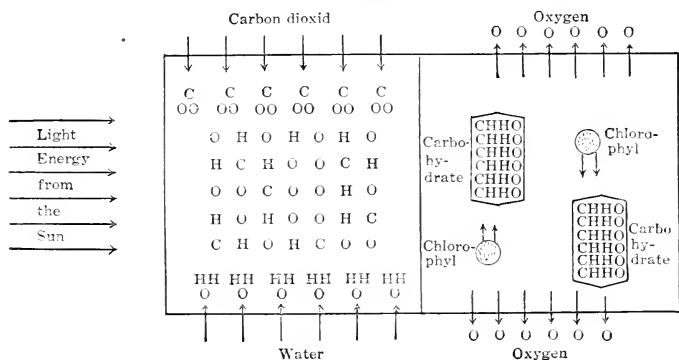 Carbon dioxid
Oxygen
O O O O O O
C C C C C C
OO OO OO OO OO OO
O H O H O H O
H C H O O C H
O O C O O H O
H O H O O H C
C O H H C O O
HH HH HH HH HH HH
O O O O O O
Light
Energy
from
the
Sun
Carbo-
hy-
drate
CHHO
CHHO
CHHO
CHHO
CHHO
CHHO
Chloro-
phyl
Chloro-
phyl
CHHO
CHHO
CHHO
CHHO
CHHO
CHHO
Carbo
hy-
drate
O O O O O O
Water
Oxygen